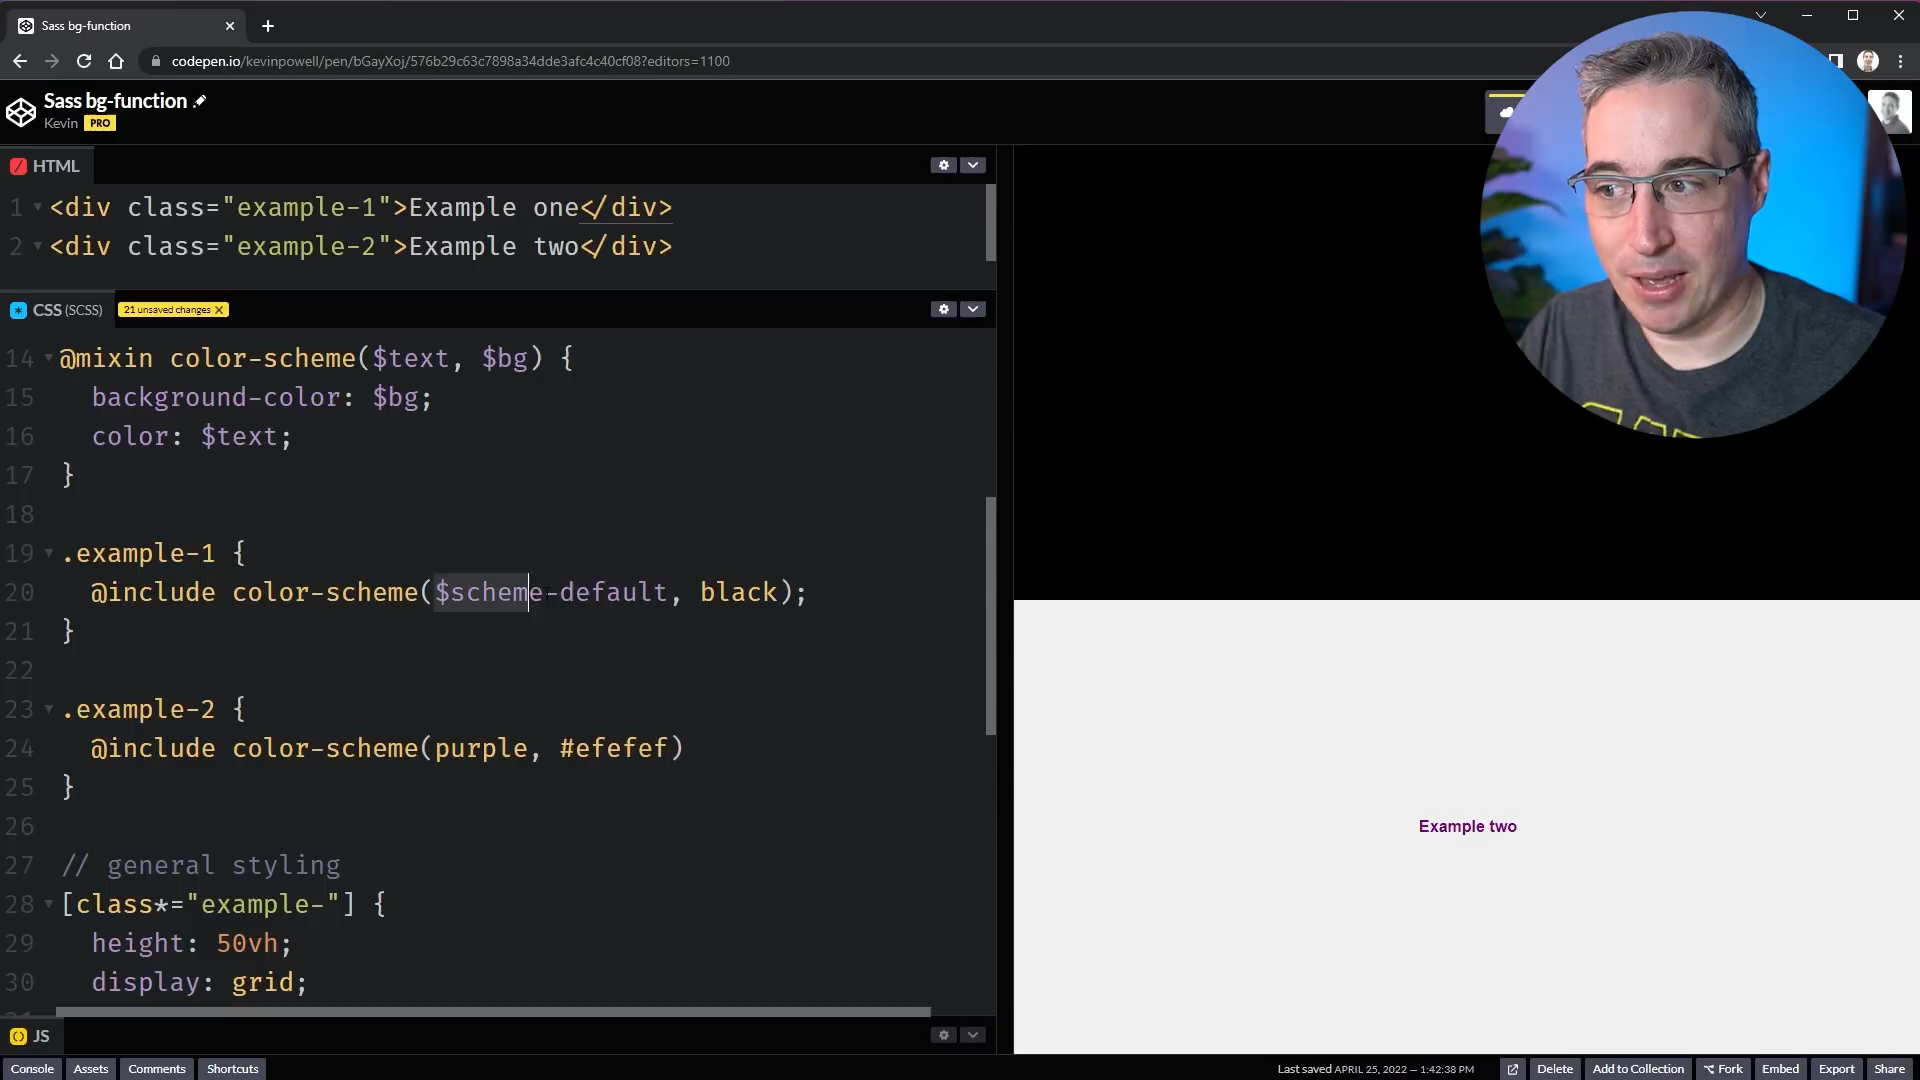 Sass bg-function
codepen.io/kevinpowell/pen/bGayXoj/576b29c63c7898a34dde3afc4c40cf08?editors=1100
Sass bg-function
Kevin PRO
HTML
1 <div class="example-1">Example one</div>
2 <div class="example-2">Example two</div>
CSS (SCSS) 21 unsaved changes
14 @mixin color-scheme($text, $bg) {
15 background-color: $bg;
16 color: $text;
17 }
18
19 .example-1 {
20 @include color-scheme($scheme-default, black);
21 }
22
23 .example-2 {
24 @include color-scheme(purple, #efefef)
25 }
26
27 // general styling
28 [class*="example-"] {
29 height: 50vh;
30 display: grid;
Example two
JS
Console Assets Comments Shortcuts
Last saved APRIL 25, 2022 — 1:42:38 PM Delete Add to Collection Fork Embed Export Share